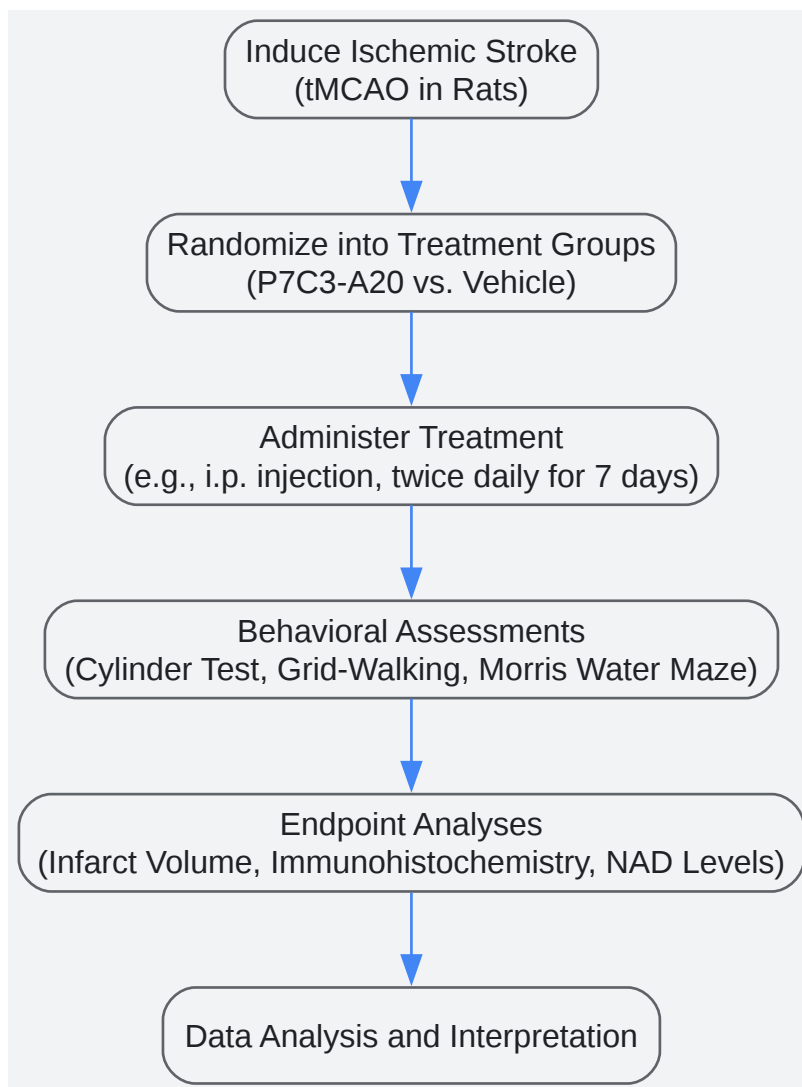 Induce Ischemic Stroke
(tMCAO in Rats)
Randomize into Treatment Groups
(P7C3-A20 vs. Vehicle)
Administer Treatment
(e.g., i.p. injection, twice daily for 7 days)
Behavioral Assessments
(Cylinder Test, Grid-Walking, Morris Water Maze)
Endpoint Analyses
(Infarct Volume, Immunohistochemistry, NAD Levels)
Data Analysis and Interpretation